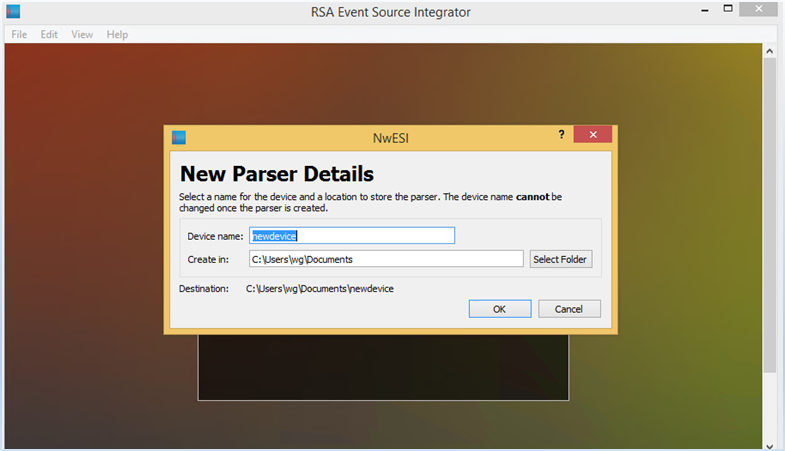 RSA Event Source Integrator
File Edit View Help
NwESI
?
New Parser Details
Select a name for the device and a location to store the parser. The device name cannot be
changed once the parser is created.
Device name: newdevice
Create in: C:\Users\wg\Documents Select Folder
Destination: C:\Users\wg\Documents\newdevice
OK Cancel